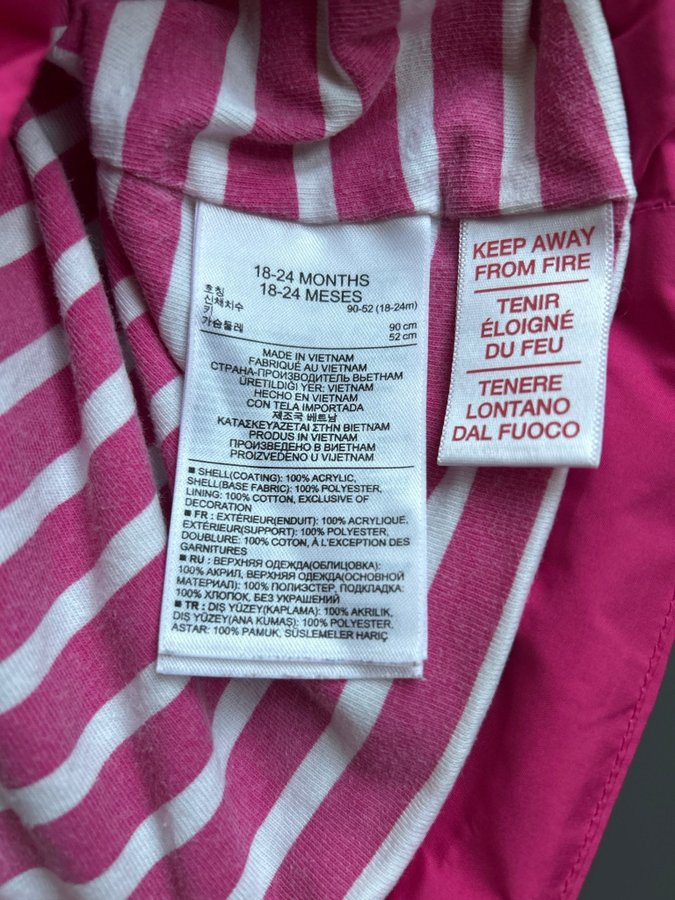 18-24 MONTHS
18-24 MESES
호칭
신체치수 90-52 (18-24m)
키 90 cm
가슴둘레 52 cm
MADE IN VIETNAM
FABRIQUÉ AU VIETNAM
СТРАНА-ПРОИЗВОДИТЕЛЬ ВЬЕТНАМ
ÜRETİLDİĞİ YER: VIETNAM
HECHO EN VIETNAM
CON TELA IMPORTADA
제조국 베트남
ΚΑΤΑΣΚΕΥΑΖΕΤΑΙ ΣΤΗΝ ΒΙΕΤΝΑΜ
PRODUS IN VIETNAM
ПРОИЗВЕДЕНО В ВИЕТНАМ
PROIZVEDENO U VIJETNAM
■ SHELL(COATING): 100% ACRYLIC,
SHELL(BASE FABRIC): 100% POLYESTER,
LINING: 100% COTTON, EXCLUSIVE OF
DECORATION
■ FR : EXTÉRIEUR(ENDUIT): 100% ACRYLIQUE,
EXTÉRIEUR(SUPPORT): 100% POLYESTER,
DOUBLURE: 100% COTON, À L'EXCEPTION DES
GARNITURES
■ RU : ВЕРХНЯЯ ОДЕЖДА(ОБЛИЦОВКА):
100% АКРИЛ, ВЕРХНЯЯ ОДЕЖДА(ОСНОВНОЙ
МАТЕРИАЛ): 100% ПОЛИЭСТЕР, ПОДКЛАДКА:
100% ХЛОПОК, БЕЗ УКРАШЕНИЙ
■ TR : DIŞ YÜZEY(KAPLAMA): 100% AKRİLİK,
DIŞ YÜZEY(ANA KUMAŞ): 100% POLYESTER,
ASTAR: 100% PAMUK, SÜSLEMELER HARİÇ
KEEP AWAY
FROM FIRE
TENIR
ÉLOIGNÉ
DU FEU
TENERE
LONTANO
DAL FUOCO